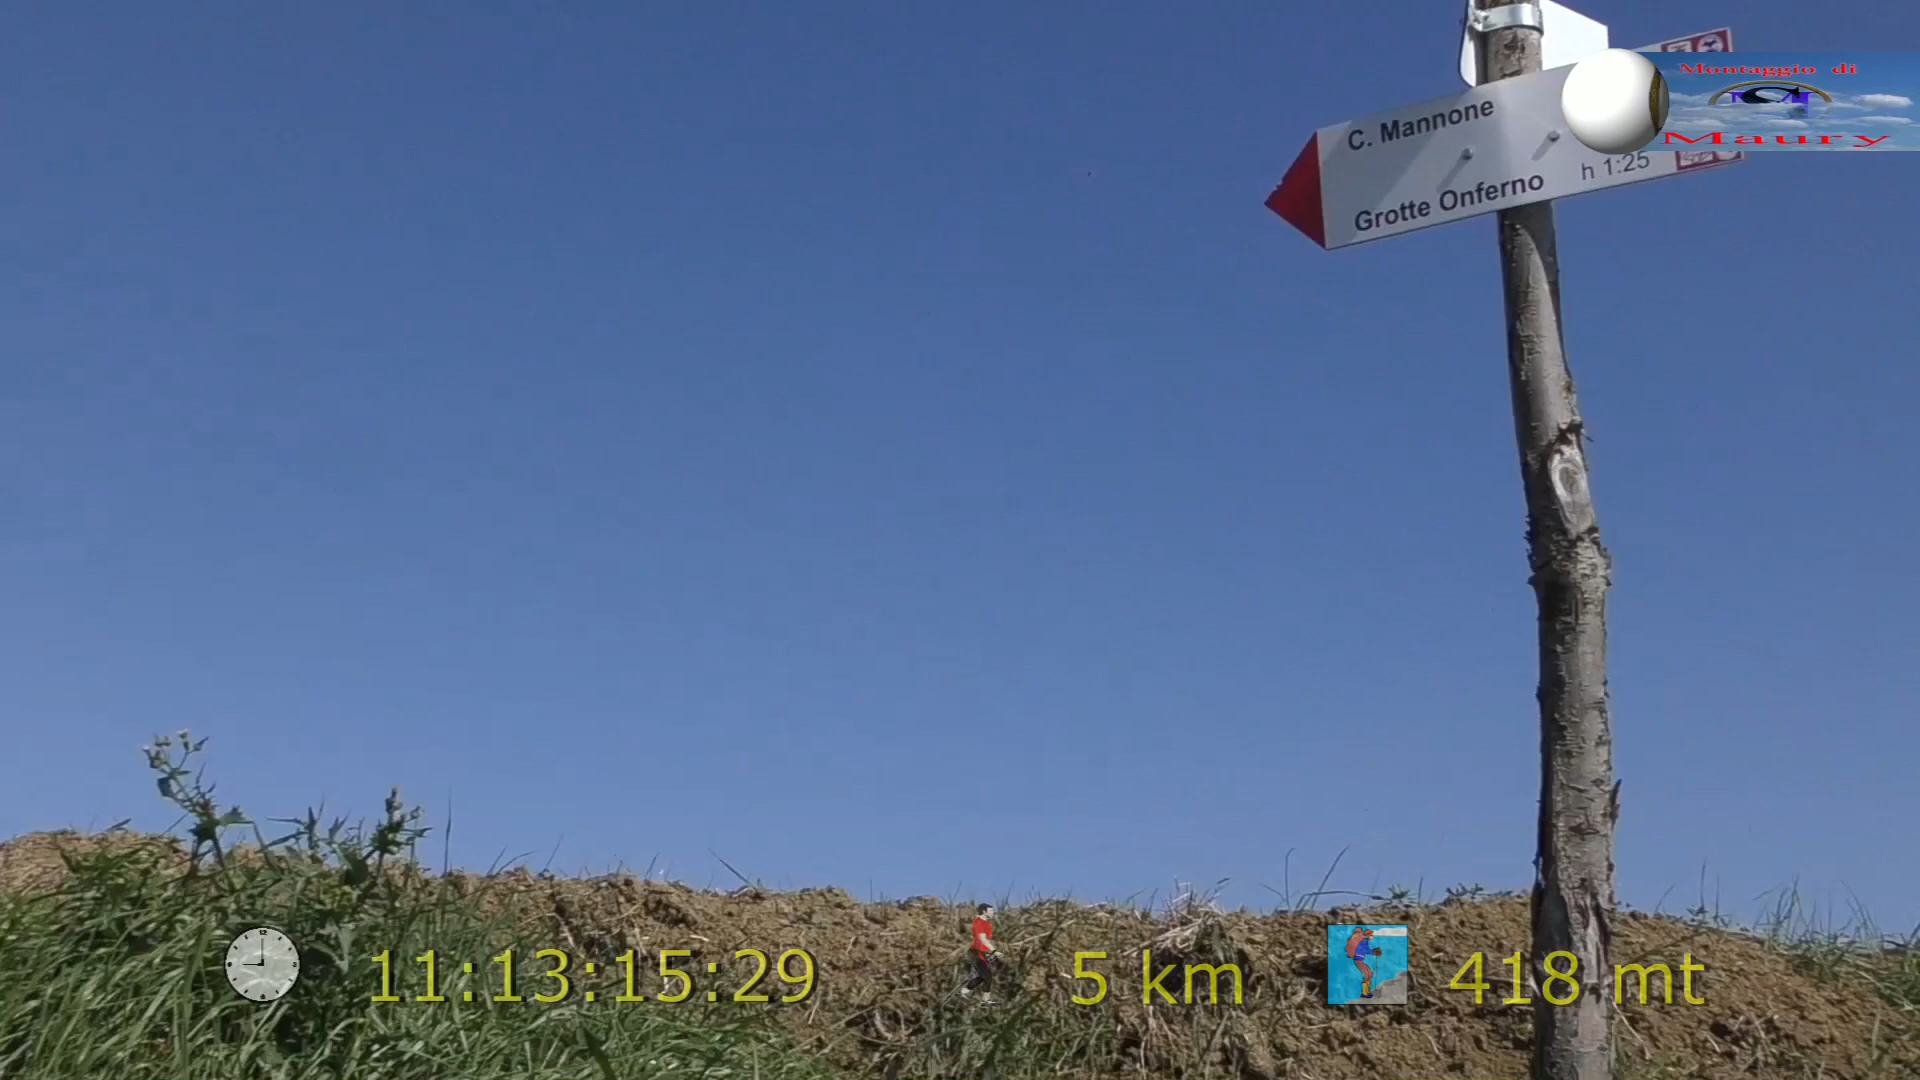 C. Mannone
Grotte Onferno h 1:25
Montaggio di
Maury
11:13:15:29
5 km
418 mt